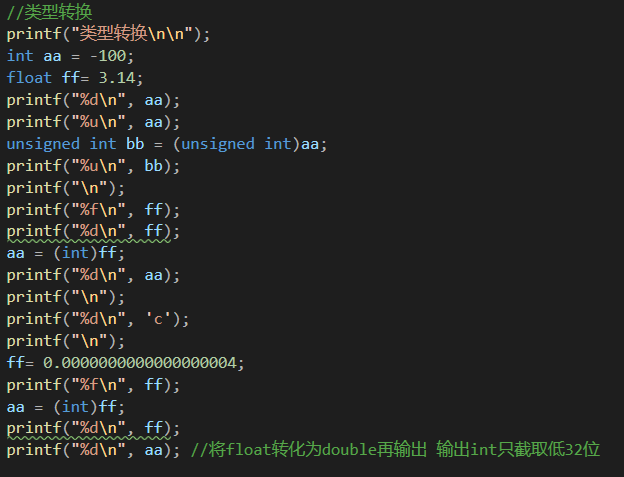 //类型转换
printf("类型转换\n\n");
int aa = -100;
float ff= 3.14;
printf("%d\n", aa);
printf("%u\n", aa);
unsigned int bb = (unsigned int)aa;
printf("%u\n", bb);
printf("\n");
printf("%f\n", ff);
printf("%d\n", ff);
aa = (int)ff;
printf("%d\n", aa);
printf("\n");
printf("%d\n", 'c');
printf("\n");
ff= 0.0000000000000000004;
printf("%f\n", ff);
aa = (int)ff;
printf("%d\n", ff);
printf("%d\n", aa); //将float转化为double再输出 输出int只截取低32位